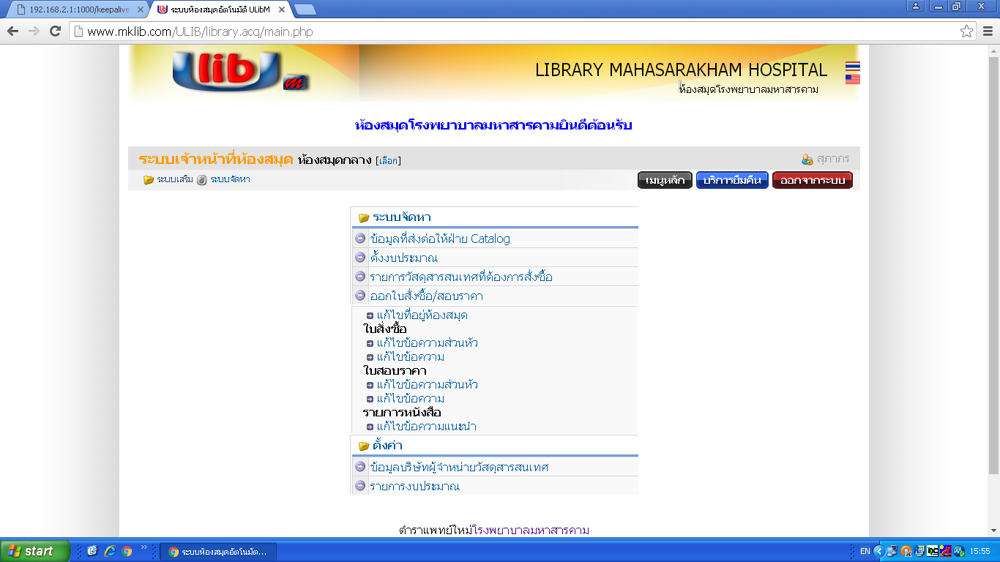 192.168.2.1:1000/keepalive
ระบบห้องสมุดอัตโนมัติ ULibM
www.mklib.com/ULIB/library.acq/main.php
Ulib m
LIBRARY MAHASARAKHAM HOSPITAL
ห้องสมุดโรงพยาบาลมหาสารคาม
ห้องสมุดโรงพยาบาลมหาสารคามยินดีต้อนรับ
ระบบเจ้าหน้าที่ห้องสมุด ห้องสมุดกลาง [เลือก]
สุภาภร
ระบบเสริม ระบบจัดหา
เมนูหลัก บริการยืมคืน ออกจากระบบ
ระบบจัดหา
ข้อมูลที่ส่งต่อให้ฝ่าย Catalog
ตั้งงบประมาณ
รายการวัสดุสารสนเทศที่ต้องการสั่งซื้อ
ออกใบสั่งซื้อ/สอบราคา
แก้ไขที่อยู่ห้องสมุด
ใบสั่งซื้อ
แก้ไขข้อความส่วนหัว
แก้ไขข้อความ
ใบสอบราคา
แก้ไขข้อความส่วนหัว
แก้ไขข้อความ
รายการหนังสือ
แก้ไขข้อความแนะนำ
ตั้งค่า
ข้อมูลบริษัทผู้จำหน่ายวัสดุสารสนเทศ
รายการงบประมาณ
ตำราแพทย์ใหม่โรงพยาบาลมหาสารคาม
start
ระบบห้องสมุดอัตโนมัต...
EN
15:55